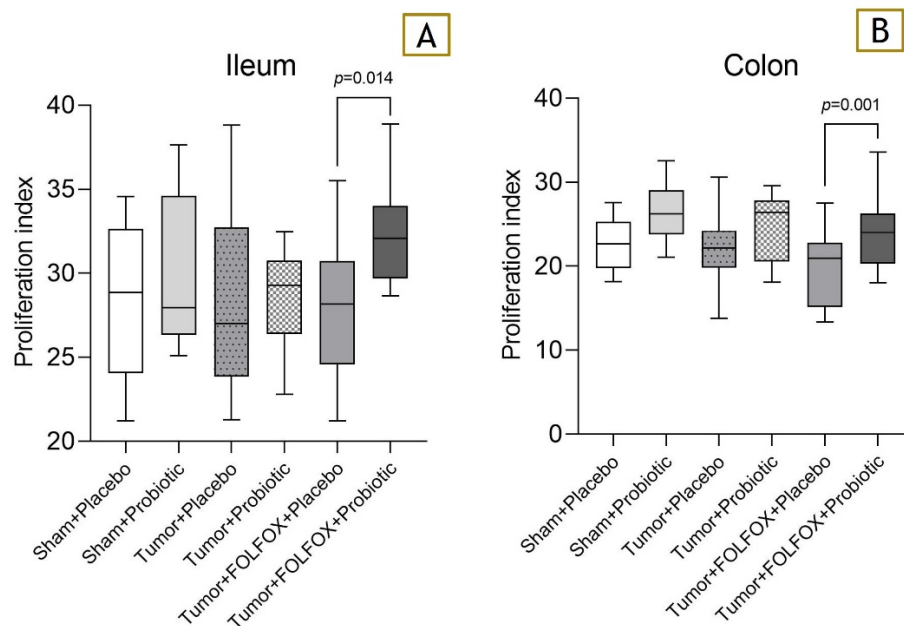 A
Ileum
p=0.014
Proliferation index
40
35
30
25
20
Sham+Placebo
Sham+Probiotic
Tumor+Placebo
Tumor+Probiotic
Tumor+FOLFOX+Placebo
Tumor+FOLFOX+Probiotic
B
Colon
p=0.001
Proliferation index
40
30
20
10
0
Sham+Placebo
Sham+Probiotic
Tumor+Placebo
Tumor+Probiotic
Tumor+FOLFOX+Placebo
Tumor+FOLFOX+Probiotic